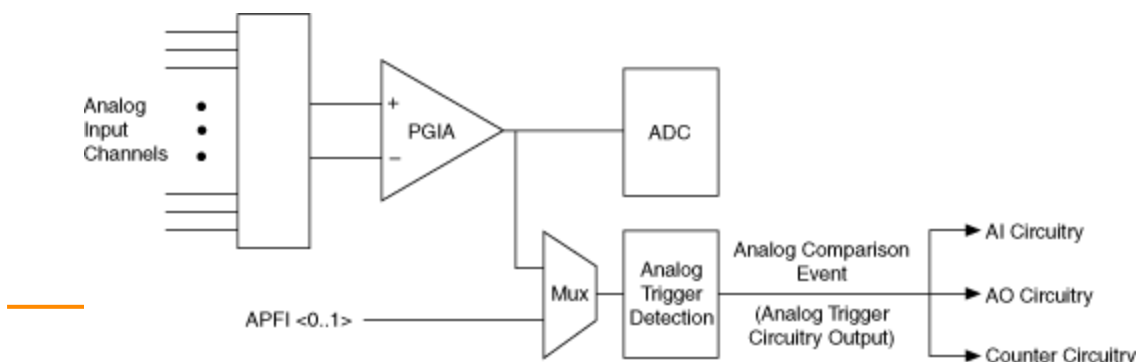 Analog
Input
Channels
+
PGIA
−
ADC
APFI <0..1>
Mux
Analog
Trigger
Detection
Analog Comparison
Event
(Analog Trigger
Circuitry Output)
AI Circuitry
AO Circuitry
Counter Circuitry